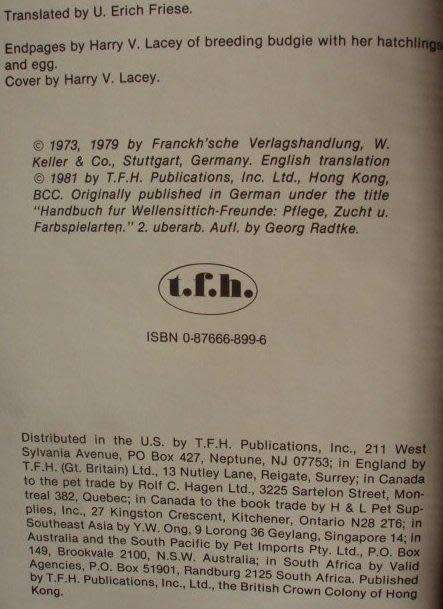 Translated by U. Erich Friese.
Endpages by Harry V. Lacey of breeding budgie with her hatchlings
and egg.
Cover by Harry V. Lacey.
© 1973, 1979 by Franckh'sche Verlagshandlung, W.
Keller & Co., Stuttgart, Germany. English translation
© 1981 by T.F.H. Publications, Inc. Ltd., Hong Kong,
BCC. Originally published in German under the title
"Handbuch fur Wellensittich-Freunde: Pflege, Zucht u.
Farbspielarten." 2. uberarb. Aufl. by Georg Radtke.
t.f.h.
ISBN 0-87666-899-6
Distributed in the U.S. by T.F.H. Publications, Inc., 211 West
Sylvania Avenue, PO Box 427, Neptune, NJ 07753; in England by
T.F.H. (Gt. Britain) Ltd., 13 Nutley Lane, Reigate, Surrey; in Canada
to the pet trade by Rolf C. Hagen Ltd., 3225 Sartelon Street, Mon-
treal 382, Quebec; in Canada to the book trade by H & L Pet Sup-
plies, Inc., 27 Kingston Crescent, Kitchener, Ontario N28 2T6; in
Southeast Asia by Y.W. Ong, 9 Lorong 36 Geylang, Singapore 14; in
Australia and the South Pacific by Pet Imports Pty. Ltd., P.O. Box
149, Brookvale 2100, N.S.W. Australia; in South Africa by Valid
Agencies, P.O. Box 51901, Randburg 2125 South Africa. Published
by T.F.H. Publications, Inc., Ltd., the British Crown Colony of Hong
Kong.